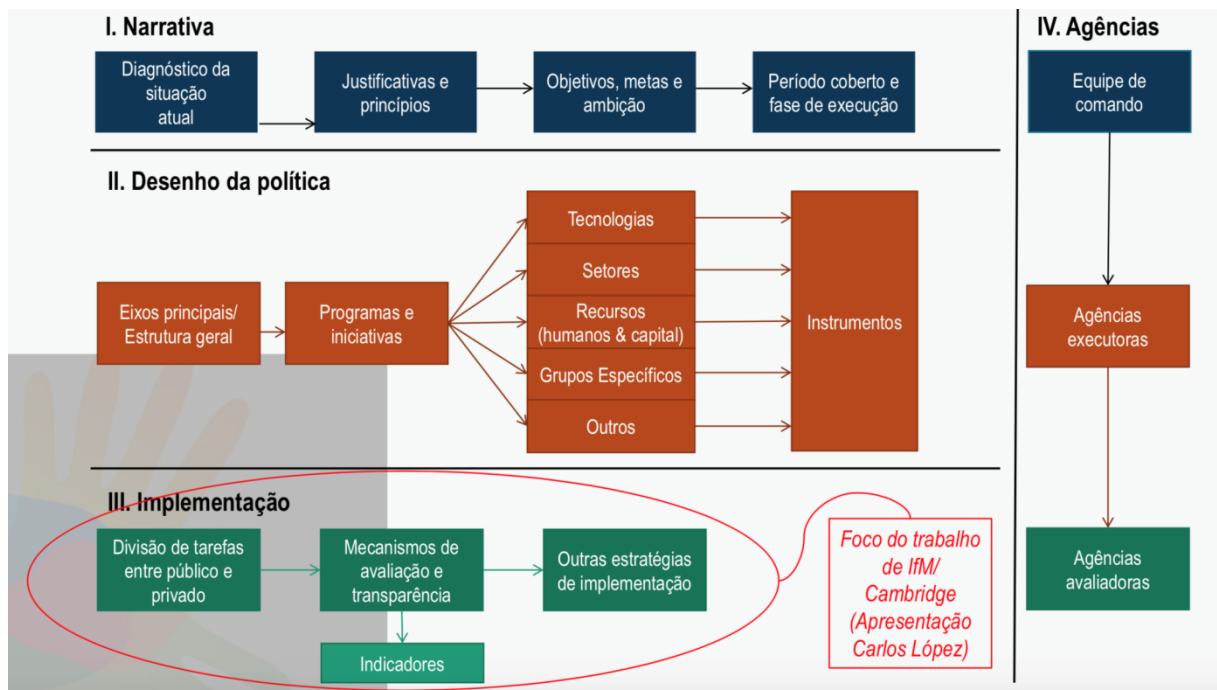 I. Narrativa
Diagnóstico da
situação
atual
Justificativas e
princípios
Objetivos, metas e
ambição
Período coberto e
fase de execução
II. Desenho da política
Eixos principais/
Estrutura geral
Programas e
iniciativas
Tecnologias
Setores
Recursos
(humanos & capital)
Grupos Específicos
Outros
Instrumentos
III. Implementação
Divisão de tarefas
entre público e
privado
Mecanismos de
avaliação e
transparência
Outras estratégias
de implementação
Indicadores
Foco do trabalho
de IfM/
Cambridge
(Apresentação
Carlos López)
IV. Agências
Equipe de
comando
Agências
executoras
Agências
avaliadoras